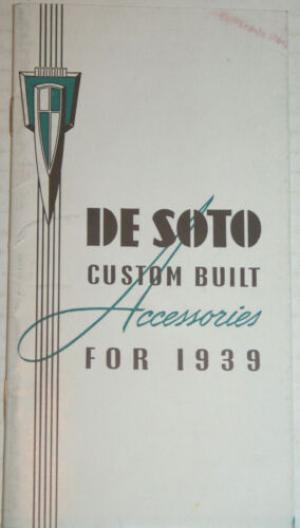 DE SOTO
CUSTOM BUILT
Accessories
FOR 1939